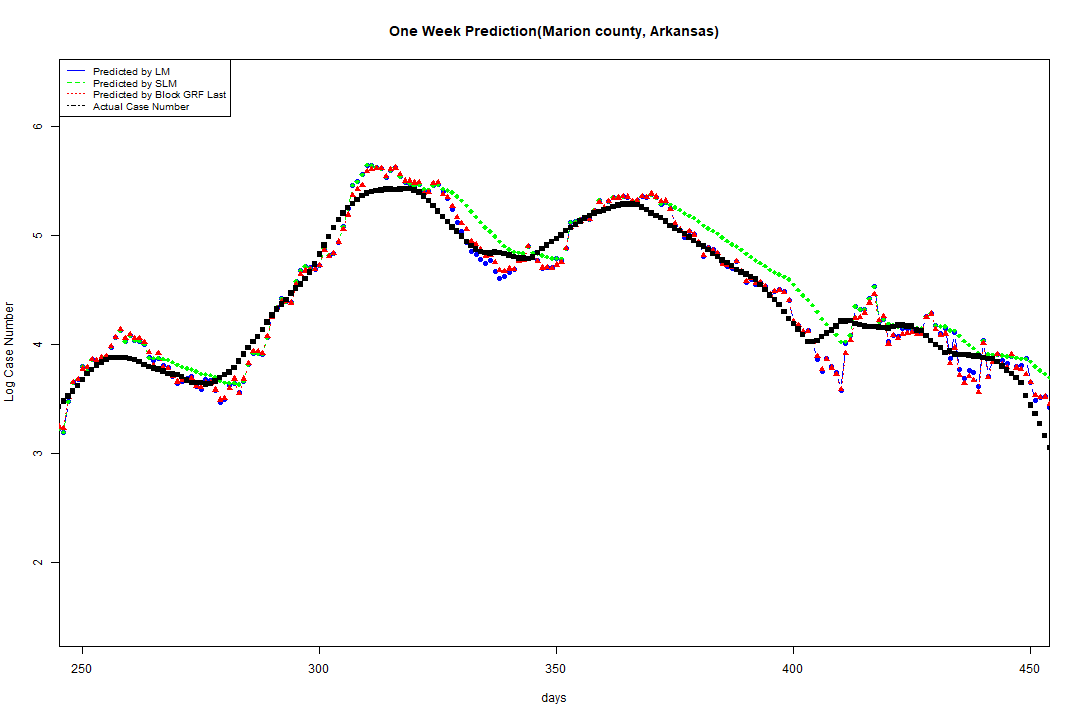 One Week Prediction(Marion county, Arkansas)
Predicted by LM
Predicted by SLM
Predicted by Block GRF Last
Actual Case Number
6
5
4
3
2
Log Case Number
250 300 350 400 450
days